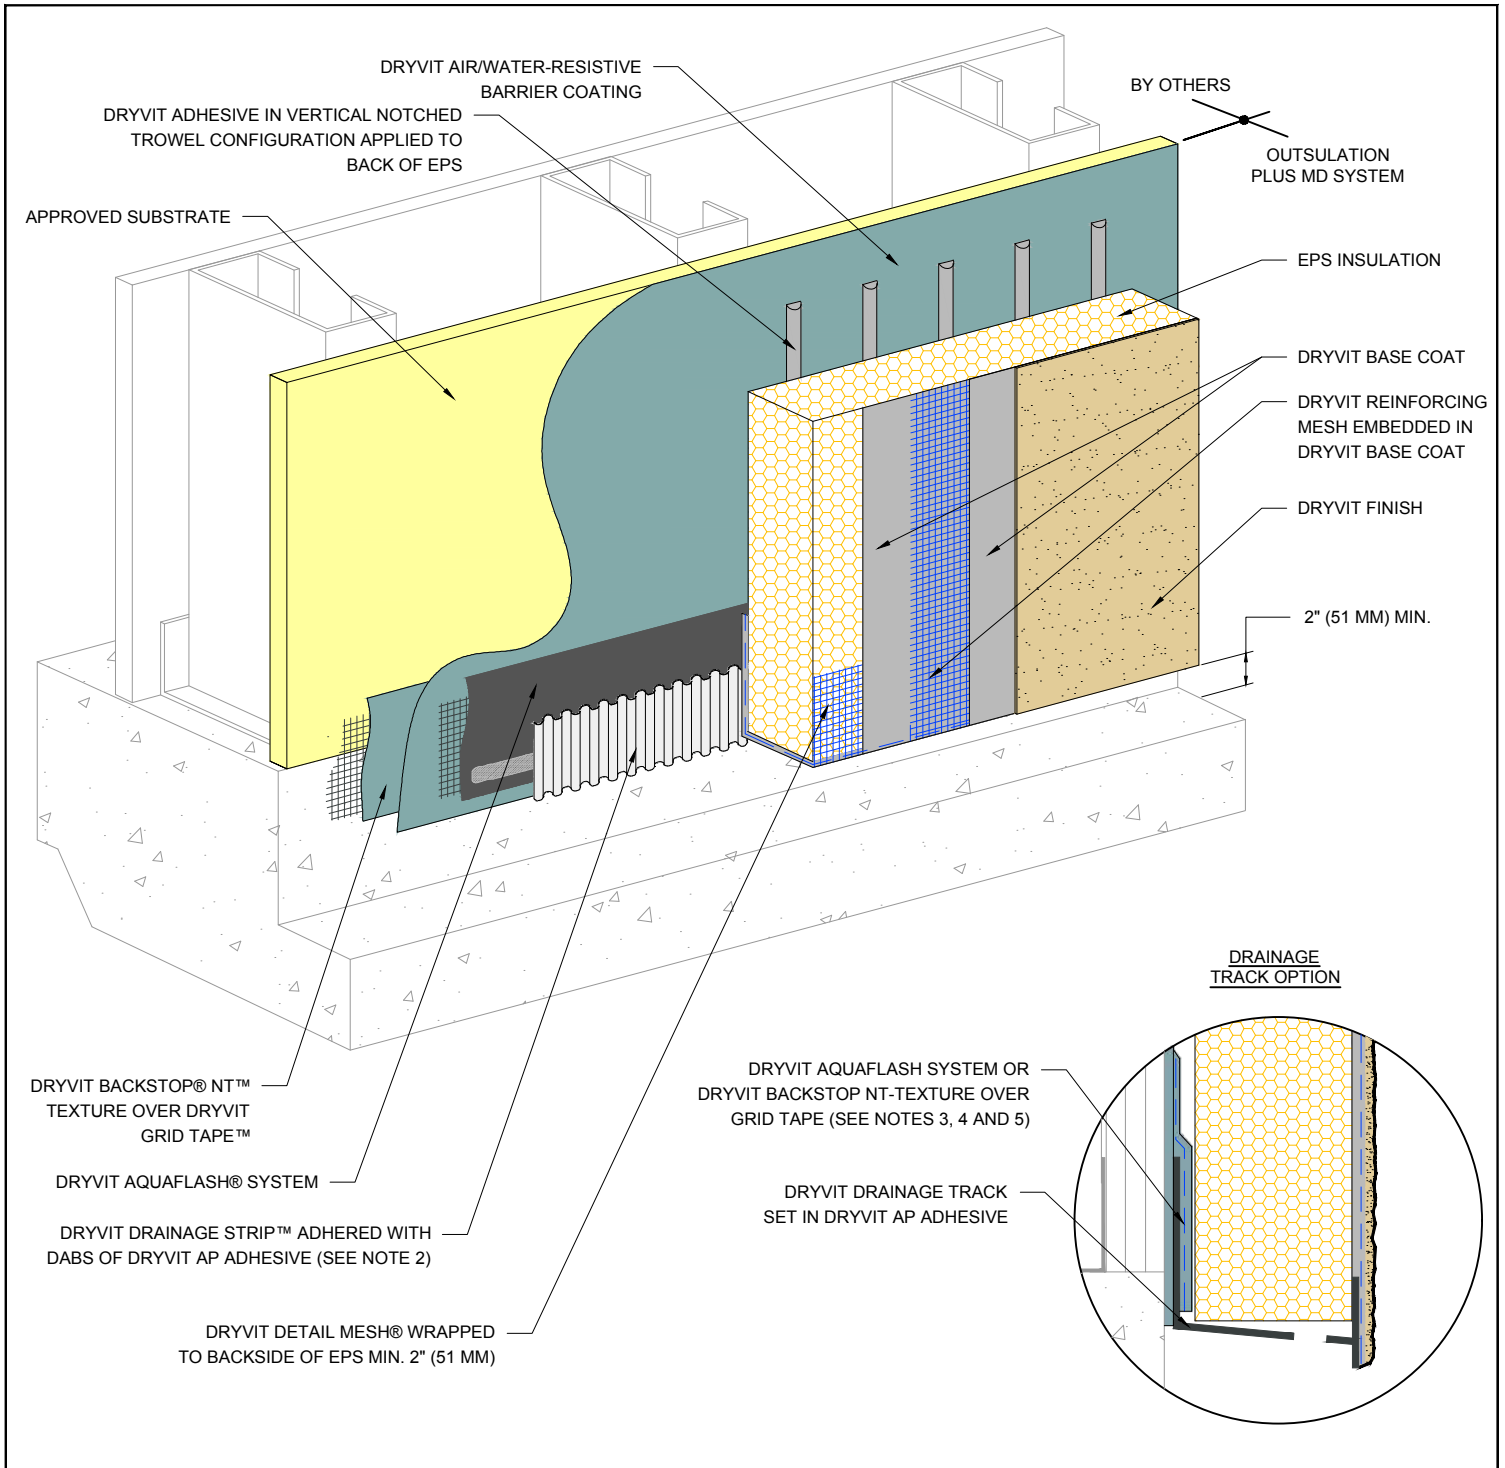 DRYVIT AIR/WATER-RESISTIVE
BARRIER COATING
DRYVIT ADHESIVE IN VERTICAL NOTCHED
TROWEL CONFIGURATION APPLIED TO
BACK OF EPS
APPROVED SUBSTRATE
BY OTHERS
OUTSULATION
PLUS MD SYSTEM
EPS INSULATION
DRYVIT BASE COAT
DRYVIT REINFORCING
MESH EMBEDDED IN
DRYVIT BASE COAT
DRYVIT FINISH
2" (51 MM) MIN.
DRYVIT BACKSTOP® NT™
TEXTURE OVER DRYVIT
GRID TAPE™
DRYVIT AQUAFLASH® SYSTEM
DRYVIT DRAINAGE STRIP™ ADHERED WITH
DABS OF DRYVIT AP ADHESIVE (SEE NOTE 2)
DRYVIT DETAIL MESH® WRAPPED
TO BACKSIDE OF EPS MIN. 2" (51 MM)
DRAINAGE
TRACK OPTION
DRYVIT AQUAFLASH SYSTEM OR
DRYVIT BACKSTOP NT-TEXTURE OVER
GRID TAPE (SEE NOTES 3, 4 AND 5)
DRYVIT DRAINAGE TRACK
SET IN DRYVIT AP ADHESIVE